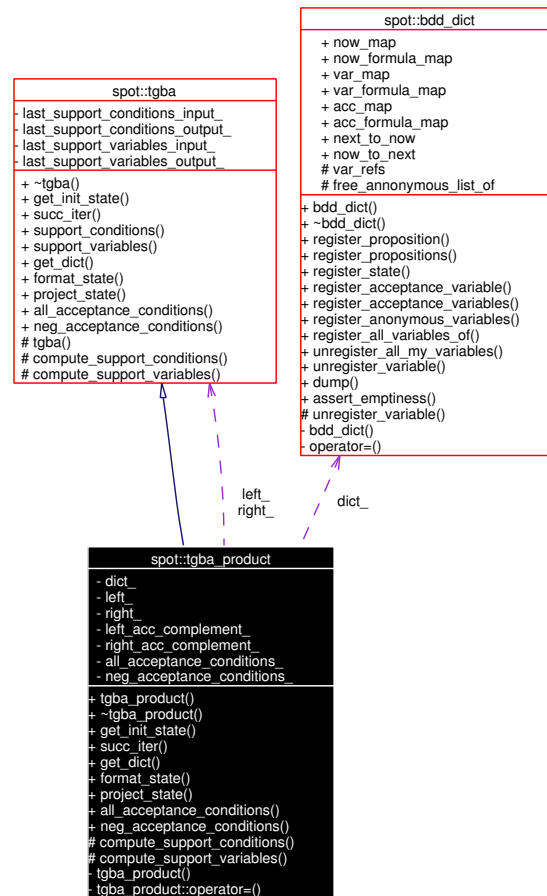 spot::bdd_dict
+ now_map
+ now_formula_map
+ var_map
+ var_formula_map
+ acc_map
+ acc_formula_map
+ next_to_now
+ now_to_next
# var_refs
# free_annonymous_list_of
+ bdd_dict()
+ ~bdd_dict()
+ register_proposition()
+ register_propositions()
+ register_state()
+ register_acceptance_variable()
+ register_acceptance_variables()
+ register_anonymous_variables()
+ register_all_variables_of()
+ unregister_all_my_variables()
+ unregister_variable()
+ dump()
+ assert_emptiness()
# unregister_variable()
- bdd_dict()
- operator=()
spot::tgba
- last_support_conditions_input_
- last_support_conditions_output_
- last_support_variables_input_
- last_support_variables_output_
+ ~tgba()
+ get_init_state()
+ succ_iter()
+ support_conditions()
+ support_variables()
+ get_dict()
+ format_state()
+ project_state()
+ all_acceptance_conditions()
+ neg_acceptance_conditions()
# tgba()
# compute_support_conditions()
# compute_support_variables()
left_
right_
dict_
spot::tgba_product
- dict_
- left_
- right_
- left_acc_complement_
- right_acc_complement_
- all_acceptance_conditions_
- neg_acceptance_conditions_
+ tgba_product()
+ ~tgba_product()
+ get_init_state()
+ succ_iter()
+ get_dict()
+ format_state()
+ project_state()
+ all_acceptance_conditions()
+ neg_acceptance_conditions()
# compute_support_conditions()
# compute_support_variables()
- tgba_product()
- tgba_product::operator=()